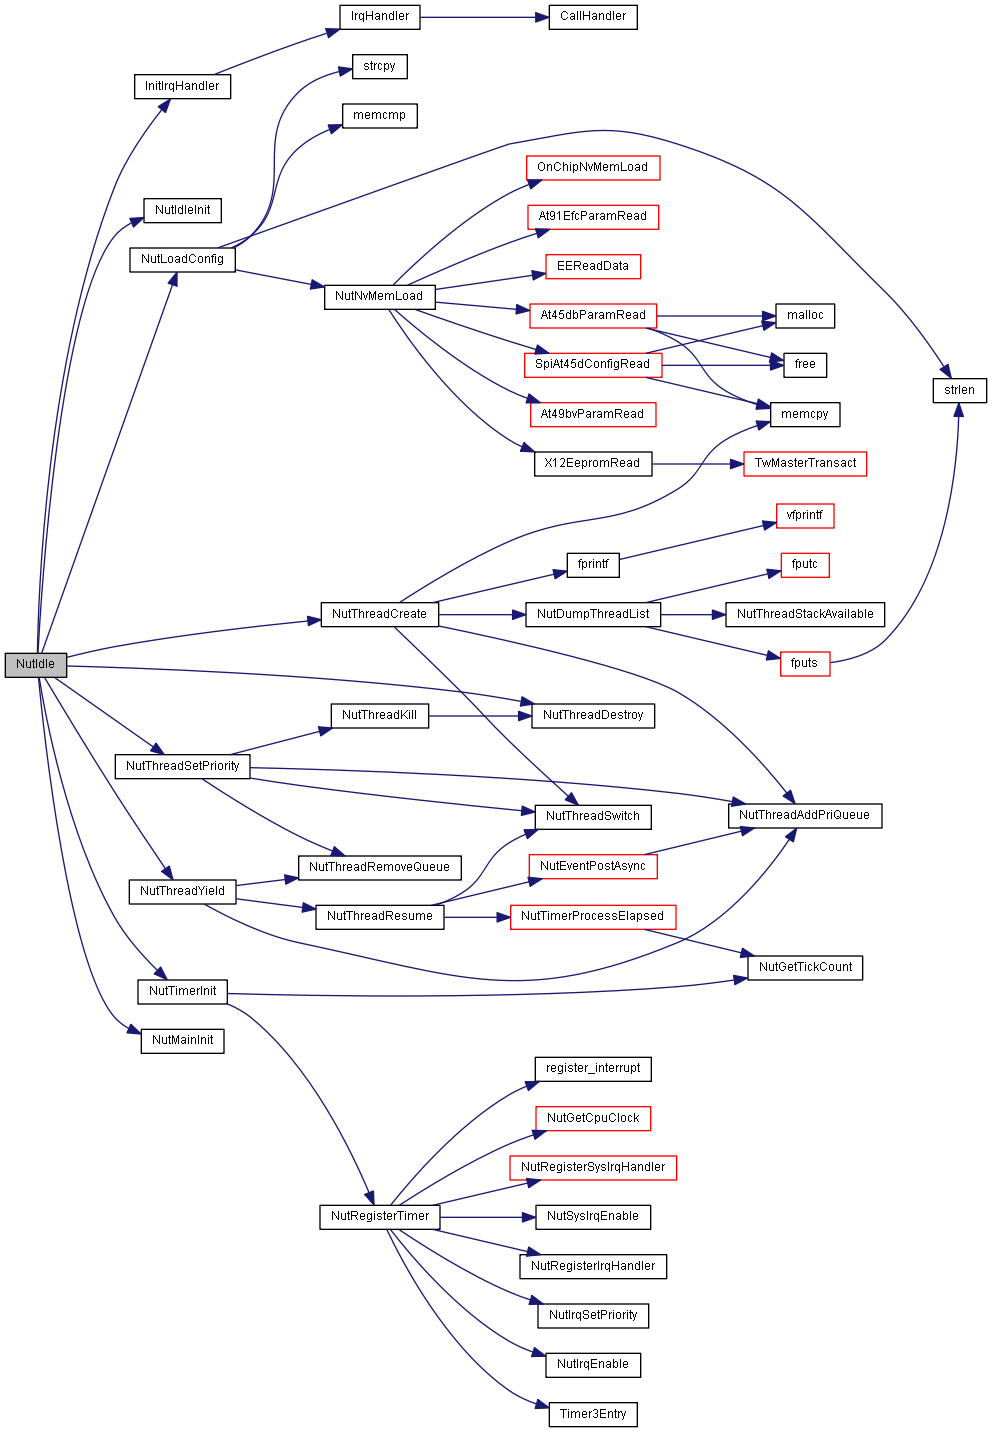 IrqHandler
CallHandler
strcpy
InitIrqHandler
memcmp
OnChipNvMemLoad
NutIdleInit
At91EfcParamRead
NutLoadConfig
EEReadData
NutNvMemLoad
At45dbParamRead
malloc
SpiAt45dConfigRead
free
strlen
At49bvParamRead
memcpy
X12EepromRead
TwMasterTransact
vfprintf
fprintf
fputc
NutThreadCreate
NutDumpThreadList
NutThreadStackAvailable
NutIdle
fputs
NutThreadKill
NutThreadDestroy
NutThreadSetPriority
NutThreadSwitch
NutThreadAddPriQueue
NutThreadRemoveQueue
NutEventPostAsync
NutThreadYield
NutThreadResume
NutTimerProcessElapsed
NutGetTickCount
NutTimerInit
NutMainInit
register_interrupt
NutGetCpuClock
NutRegisterSysIrqHandler
NutRegisterTimer
NutSysIrqEnable
NutRegisterIrqHandler
NutIrqSetPriority
NutIrqEnable
Timer3Entry